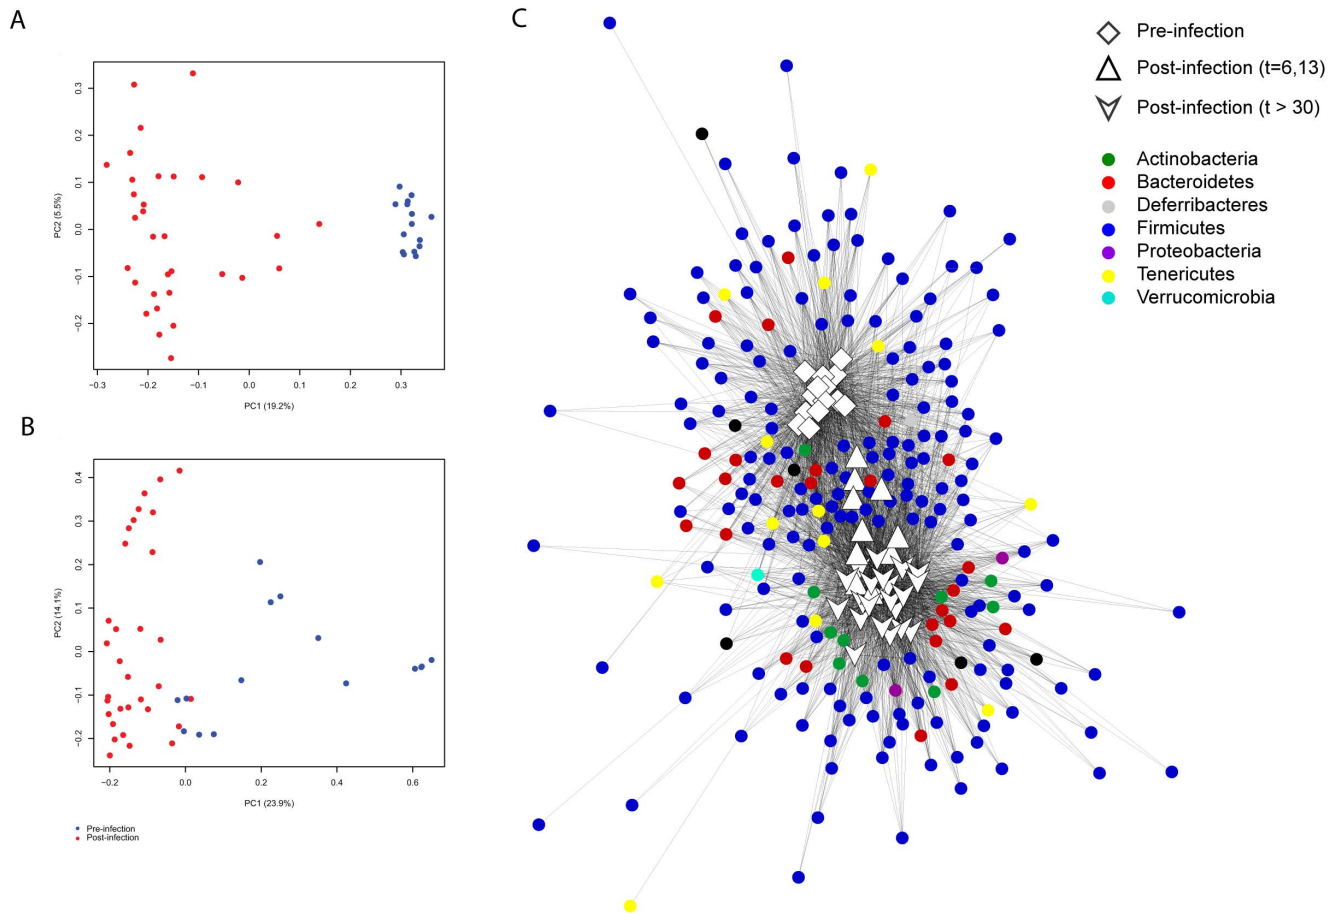 A
0.3
0.2
0.1
0.0
−0.1
−0.2
PC2 (5.5%)
−0.3
−0.2
−0.1
0.0
0.1
0.2
0.3
PC1 (19.2%)
B
0.4
0.3
0.2
0.1
0.0
−0.1
−0.2
PC2 (14.1%)
−0.2
0.0
0.2
0.4
0.6
PC1 (23.9%)
Pre-infection
Post-infection
C
Pre-infection
Post-infection (t=6,13)
Post-infection (t > 30)
Actinobacteria
Bacteroidetes
Deferribacteres
Firmicutes
Proteobacteria
Tenericutes
Verrucomicrobia